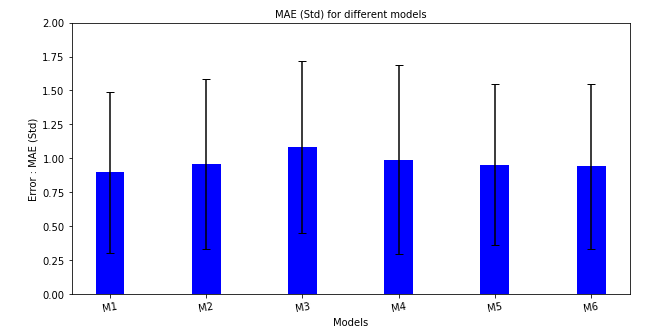 MAE (Std) for different models
Error : MAE (Std)
2.00
1.75
1.50
1.25
1.00
0.75
0.50
0.25
0.00
M1 M2 M3 M4 M5 M6
Models